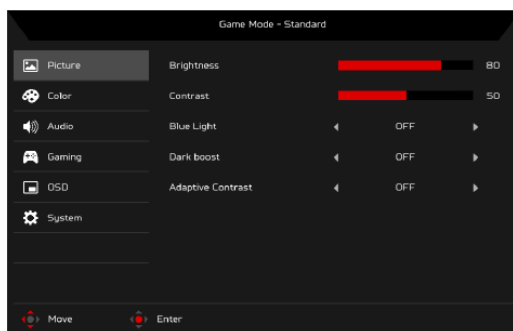 Game Mode - Standard
Picture
Brightness 80
Color
Contrast 50
Audio
Blue Light OFF
Gaming
Dark boost OFF
OSD
Adaptive Contrast OFF
System
Move Enter